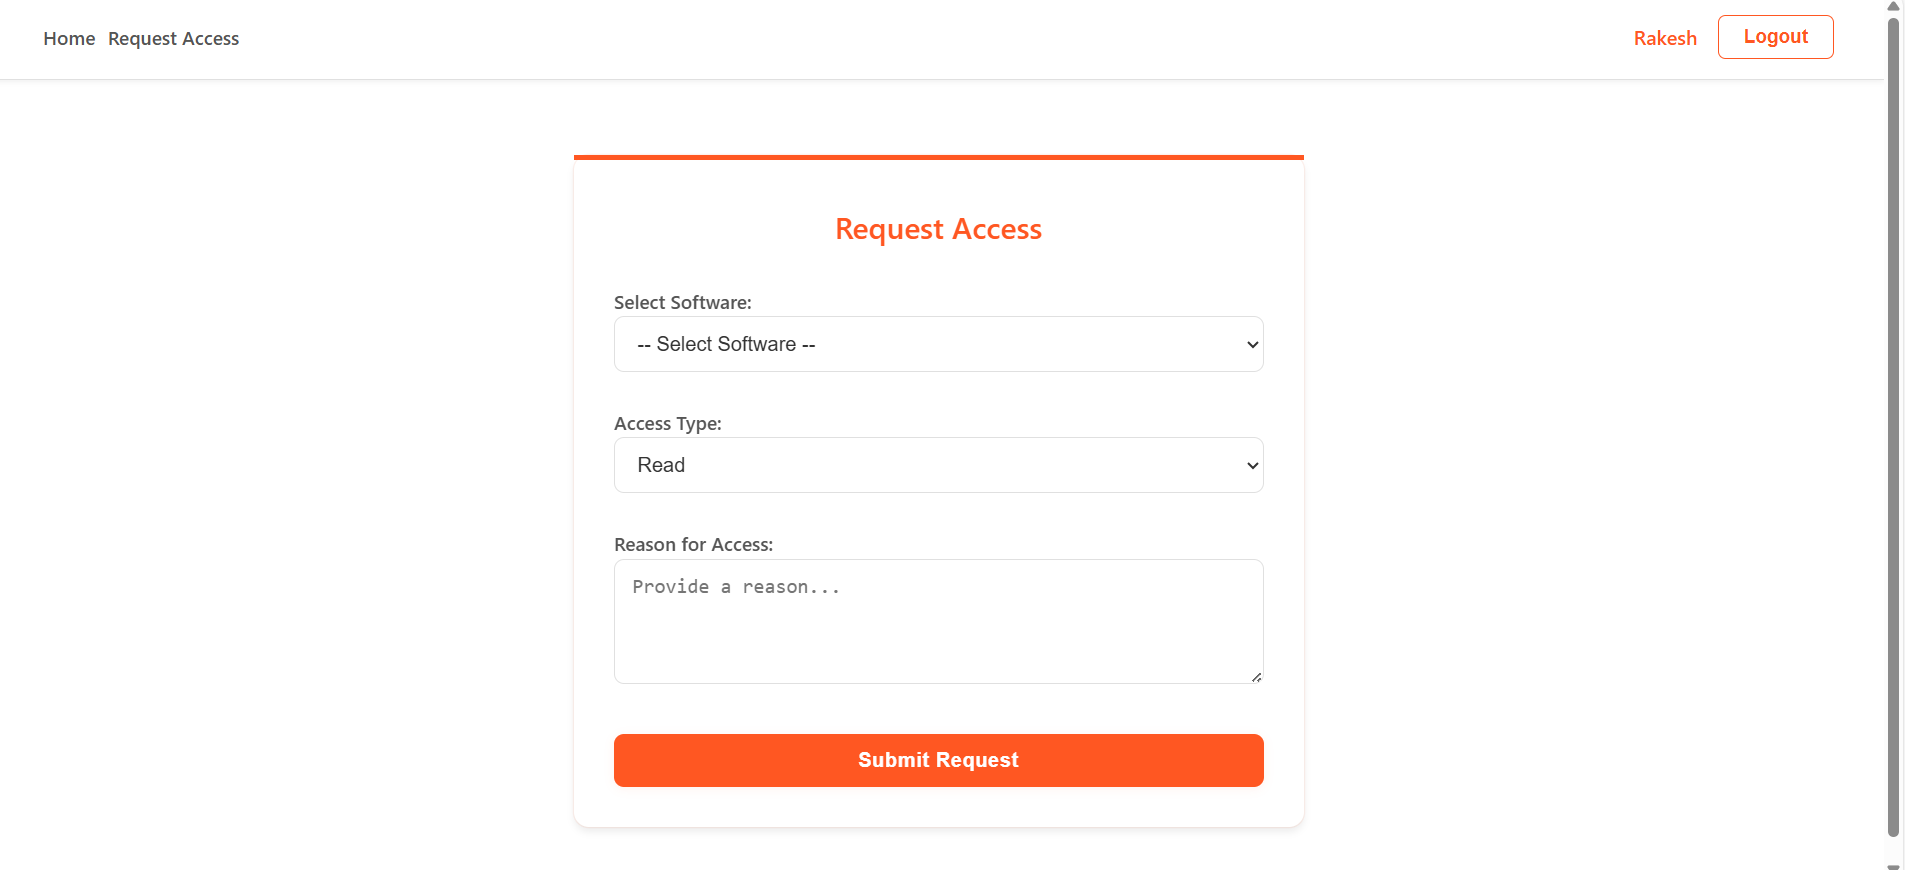 Home Request Access Rakesh Logout
Request Access
Select Software:
-- Select Software --
Access Type:
Read
Reason for Access:
Provide a reason...
Submit Request